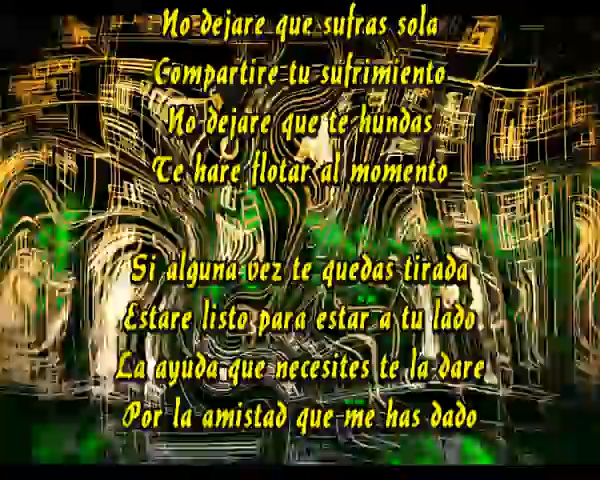 No dejare que sufras sola
Compartire tu sufrimiento
No dejare que te hundas
Te hare flotar al momento
Si alguna vez te quedas tirada
Estare listo para estar a tu lado
La ayuda que necesites te la dare
Por la amistad que me has dado